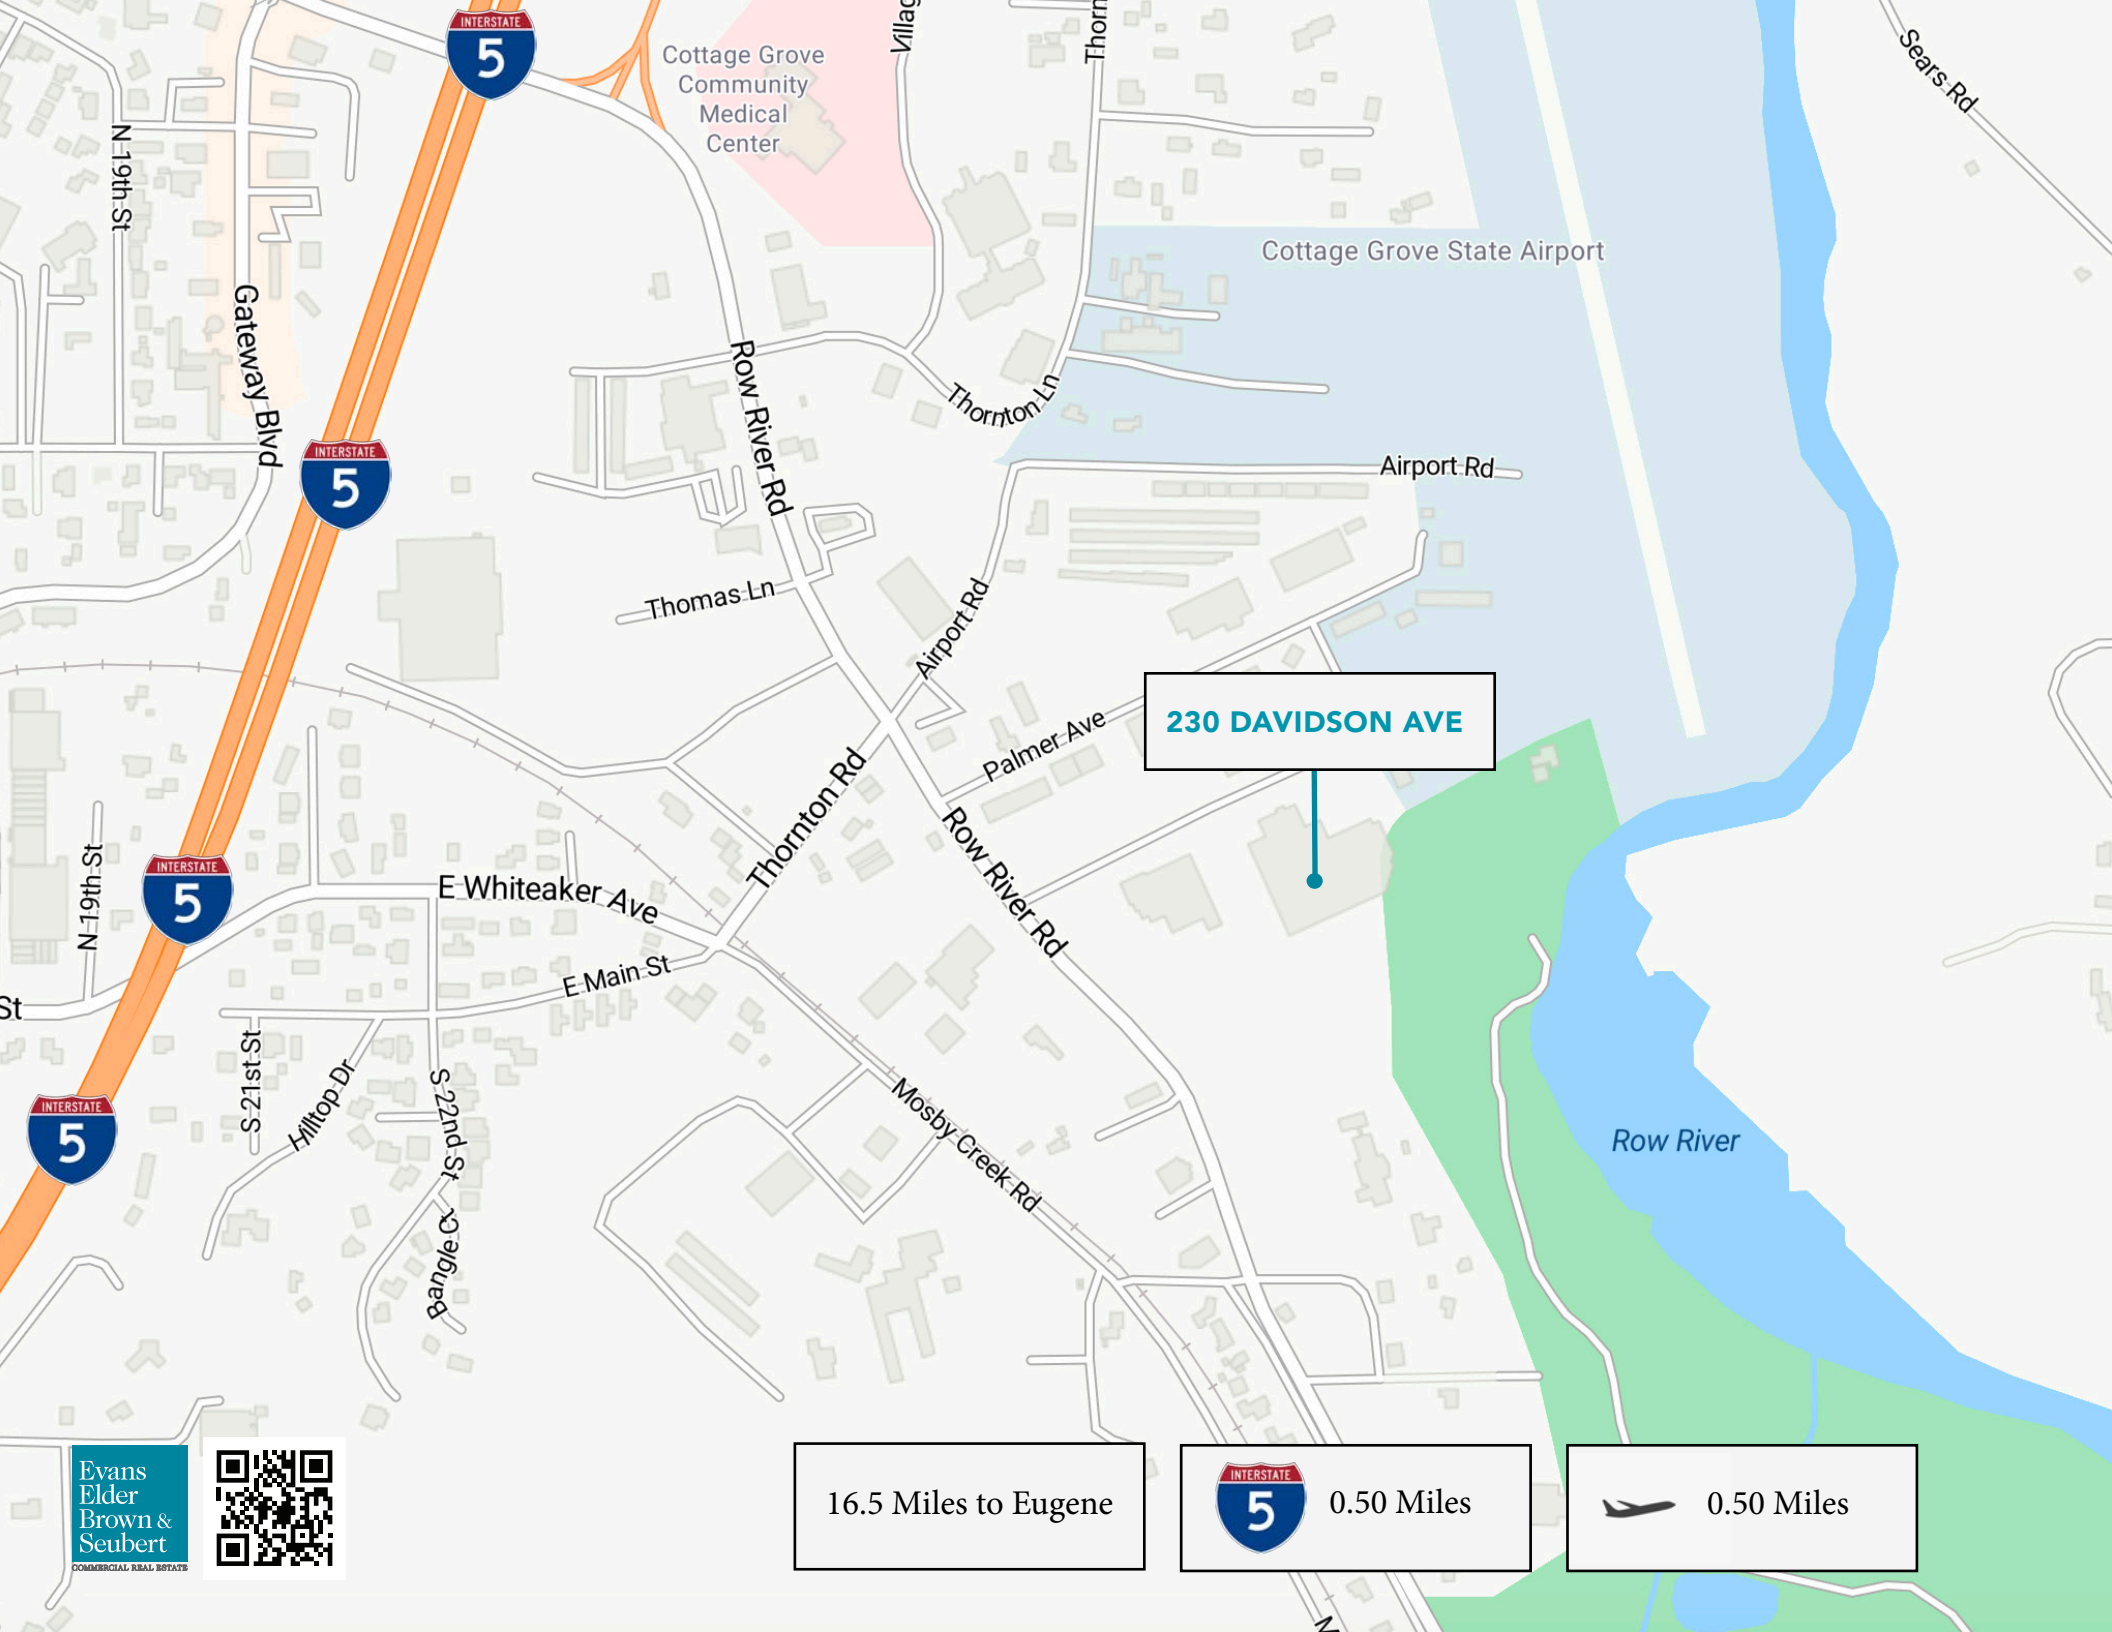 INTERSTATE
5
Villag
Thorn
Sears Rd
Cottage Grove
Community
Medical
Center
N 19th St
Cottage Grove State Airport
Gateway Blvd
Row River Rd
Thornton Ln
INTERSTATE
5
Airport Rd
Thomas Ln
Airport Rd
230 DAVIDSON AVE
Palmer Ave
Thornton Rd
Row River Rd
INTERSTATE
5
N 19th St
E Whiteaker Ave
E Main St
St
S 21st St
Hilltop Dr
S 22nd St
Mosby Creek Rd
INTERSTATE
5
Row River
Bangle Ct
Evans
Elder
Brown &
Seubert
COMMERCIAL REAL ESTATE
16.5 Miles to Eugene
INTERSTATE
5
0.50 Miles
0.50 Miles
M